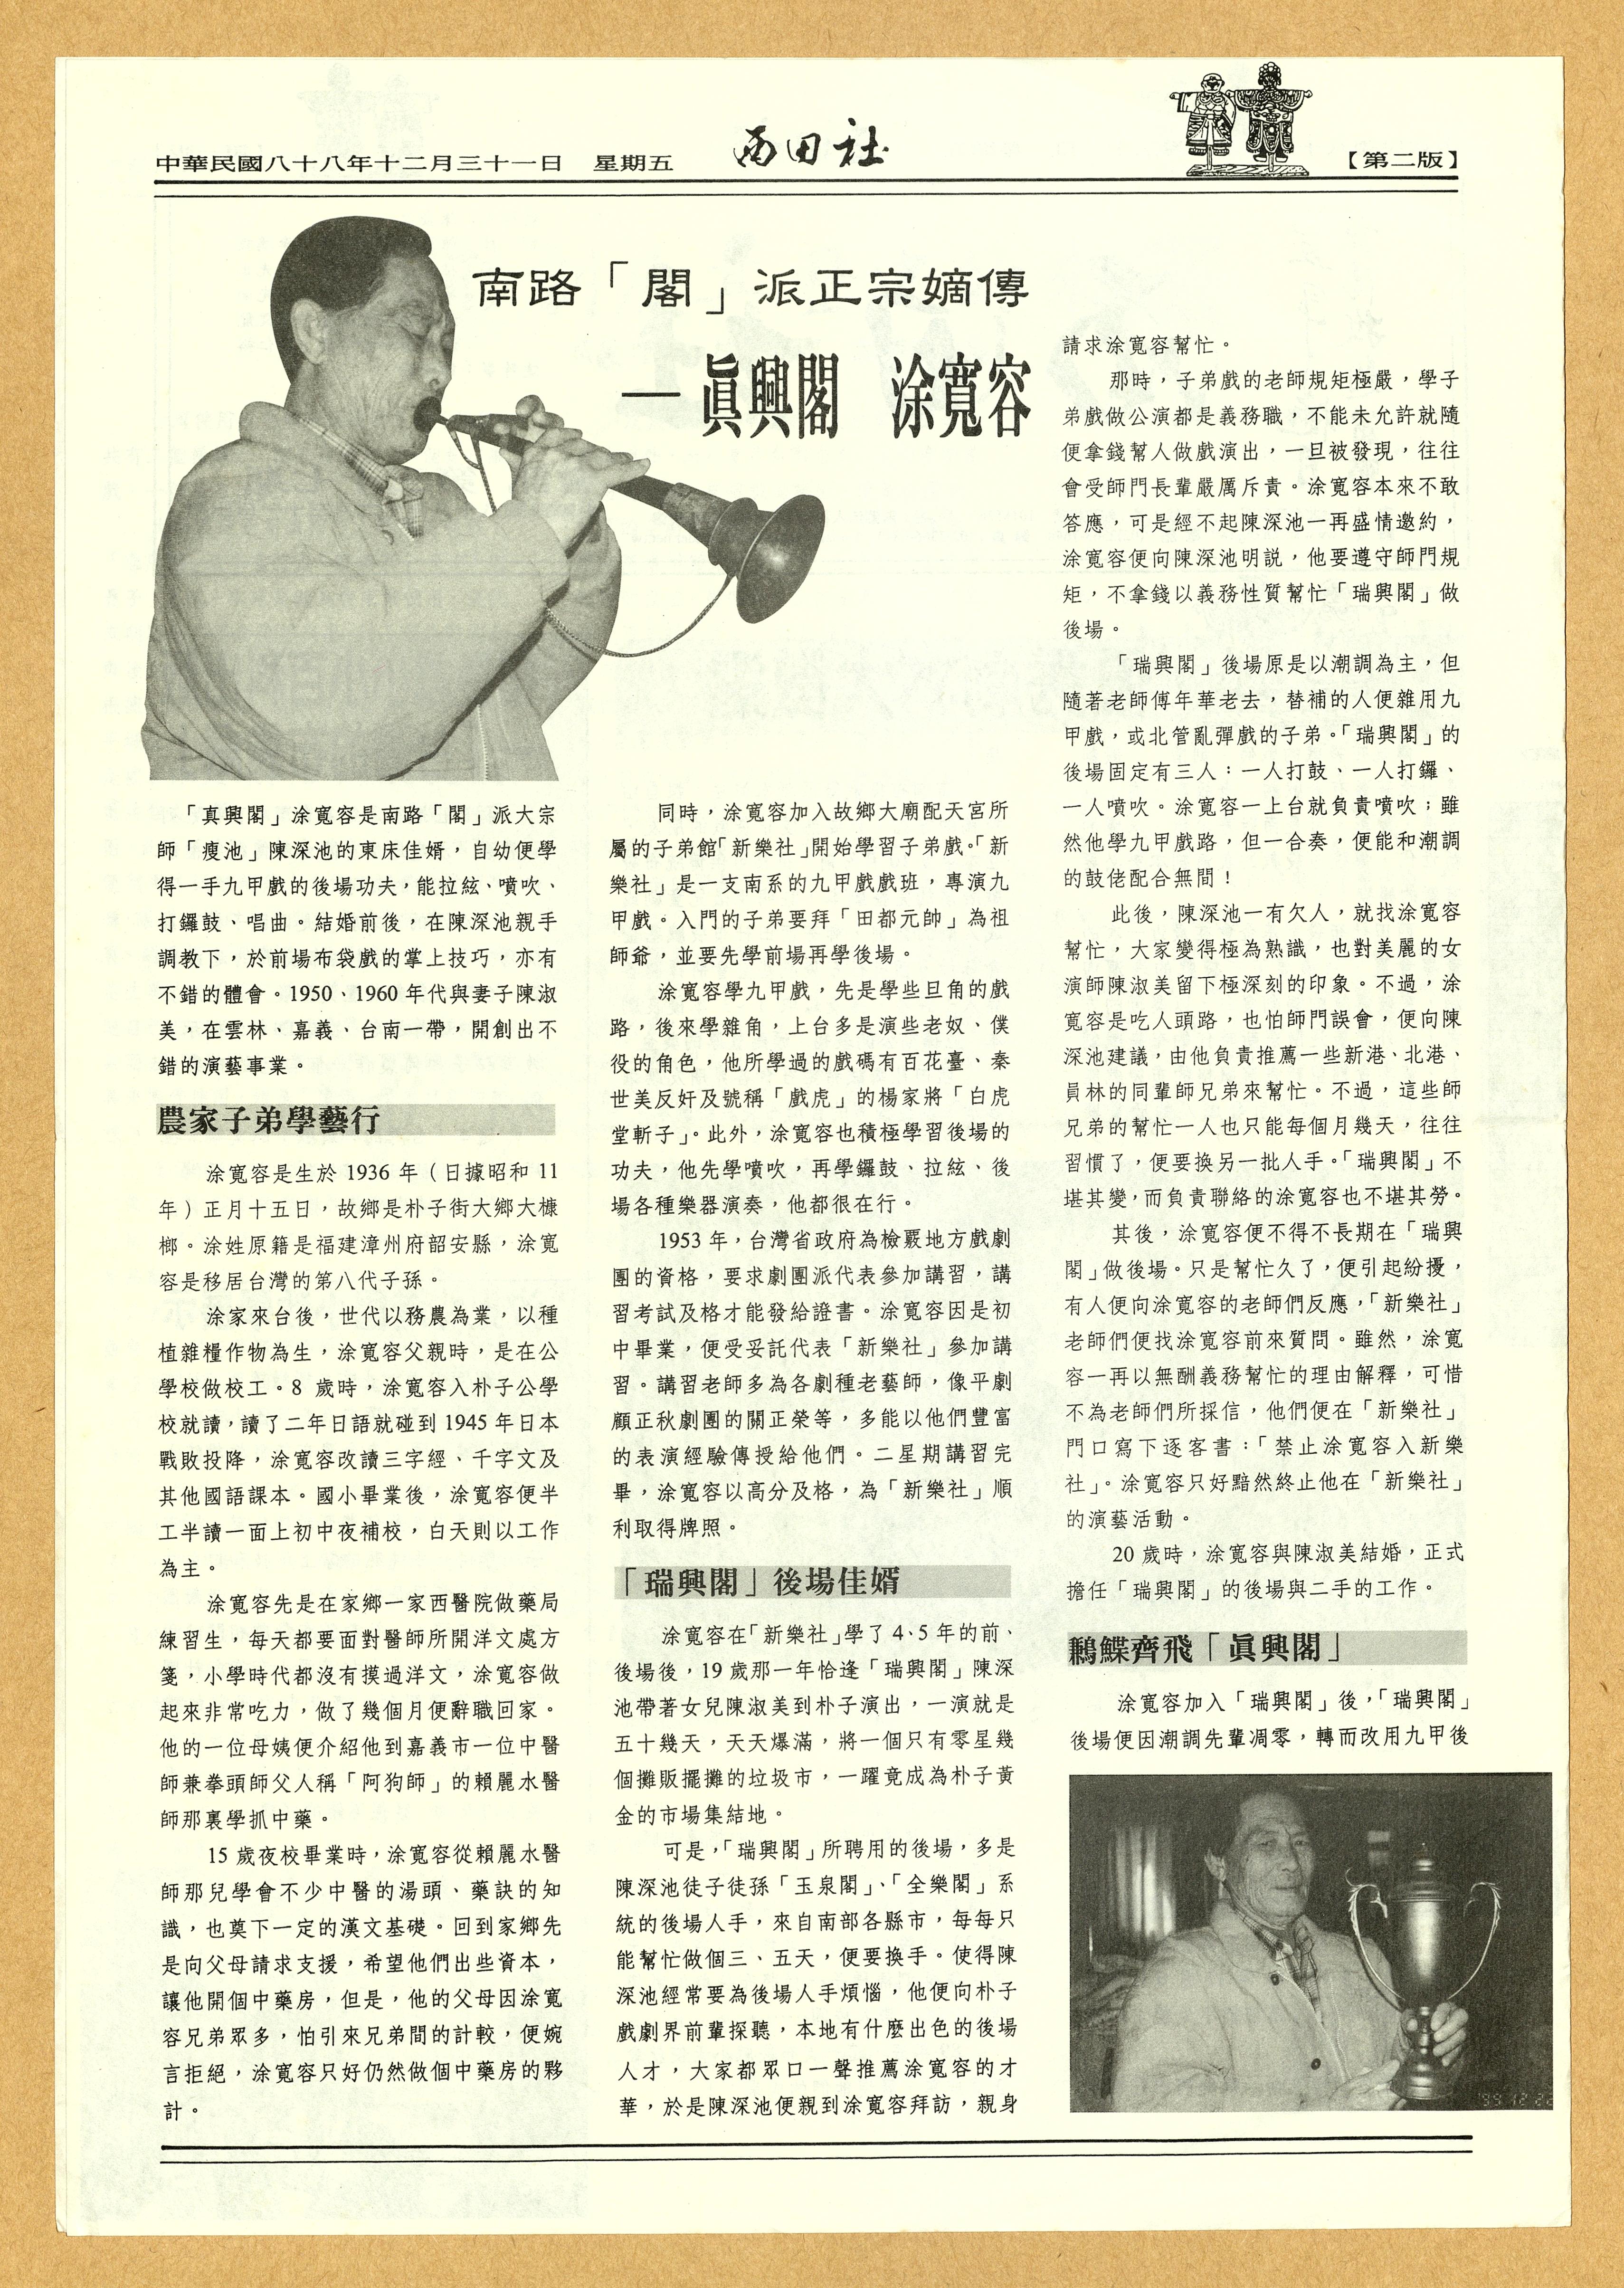 中華民國八十八年十二月三十一日　星期五
西田社
【第二版】
南路「閣」派正宗嫡傳
—眞興閣　涂寬容
「真興閣」涂寬容是南路「閣」派大宗
師「瘦池」陳深池的東床佳婿，自幼便學
得一手九甲戲的後場功夫，能拉絃、噴吹、
打鑼鼓、唱曲。結婚前後，在陳深池親手
調教下，於前場布袋戲的掌上技巧，亦有
不錯的體會。1950、1960 年代與妻子陳淑
美，在雲林、嘉義、台南一帶，開創出不
錯的演藝事業。
農家子弟學藝行
涂寬容是生於 1936 年（日據昭和 11
年）正月十五日，故鄉是朴子街大鄉大槺
榔。涂姓原籍是福建漳州府韶安縣，涂寬
容是移居台灣的第八代子孫。
涂家來台後，世代以務農為業，以種
植雜糧作物為生，涂寬容父親時，是在公
學校做校工。8 歲時，涂寬容入朴子公學
校就讀，讀了二年日語就碰到 1945 年日本
戰敗投降，涂寬容改讀三字經、千字文及
其他國語課本。國小畢業後，涂寬容便半
工半讀一面上初中夜補校，白天則以工作
為主。
涂寬容先是在家鄉一家西醫院做藥局
練習生，每天都要面對醫師所開洋文處方
箋，小學時代都沒有摸過洋文，涂寬容做
起來非常吃力，做了幾個月便辭職回家。
他的一位母姨便介紹他到嘉義市一位中醫
師兼拳頭師父人稱「阿狗師」的賴麗水醫
師那裏學抓中藥。
15 歲夜校畢業時，涂寬容從賴麗水醫
師那兒學會不少中醫的湯頭、藥訣的知
識，也奠下一定的漢文基礎。回到家鄉先
是向父母請求支援，希望他們出些資本，
讓他開個中藥房，但是，他的父母因涂寬
容兄弟眾多，怕引來兄弟間的計較，便婉
言拒絕，涂寬容只好仍然做個中藥房的夥
計。
同時，涂寬容加入故鄉大廟配天宮所
屬的子弟館「新樂社」開始學習子弟戲。「新
樂社」是一支南系的九甲戲戲班，專演九
甲戲。入門的子弟要拜「田都元帥」為祖
師爺，並要先學前場再學後場。
涂寬容學九甲戲，先是學些旦角的戲
路，後來學雜角，上台多是演些老奴、僕
役的角色，他所學過的戲碼有百花臺、秦
世美反奸及號稱「戲虎」的楊家將「白虎
堂斬子」。此外，涂寬容也積極學習後場的
功夫，他先學噴吹，再學鑼鼓、拉絃、後
場各種樂器演奏，他都很在行。
1953 年，台灣省政府為檢覈地方戲劇
團的資格，要求劇團派代表參加講習，講
習考試及格才能發給證書。涂寬容因是初
中畢業，便受妥託代表「新樂社」參加講
習。講習老師多為各劇種老藝師，像平劇
顧正秋劇團的關正榮等，多能以他們豐富
的表演經驗傳授給他們。二星期講習完
畢，涂寬容以高分及格，為「新樂社」順
利取得牌照。
「瑞興閣」後場佳婿
涂寬容在「新樂社」學了 4、5 年的前、
後場後，19 歲那一年恰逢「瑞興閣」陳深
池帶著女兒陳淑美到朴子演出，一演就是
五十幾天，天天爆滿，將一個只有零星幾
個攤販擺攤的垃圾市，一躍竟成為朴子黃
金的市場集結地。
可是，「瑞興閣」所聘用的後場，多是
陳深池徒子徒孫「玉泉閣」、「全樂閣」系
統的後場人手，來自南部各縣市，每每只
能幫忙做個三、五天，便要換手。使得陳
深池經常要為後場人手煩惱，他便向朴子
戲劇界前輩探聽，本地有什麼出色的後場
人才，大家都眾口一聲推薦涂寬容的才
華，於是陳深池便親到涂寬容拜訪，親身
請求涂寬容幫忙。
那時，子弟戲的老師規矩極嚴，學子
弟戲做公演都是義務職，不能未允許就隨
便拿錢幫人做戲演出，一旦被發現，往往
會受師門長輩嚴厲斥責。涂寬容本來不敢
答應，可是經不起陳深池一再盛情邀約，
涂寬容便向陳深池明説，他要遵守師門規
矩，不拿錢以義務性質幫忙「瑞興閣」做
後場。
「瑞興閣」後場原是以潮調為主，但
隨著老師傅年華老去，替補的人便雜用九
甲戲，或北管亂彈戲的子弟。「瑞興閣」的
後場固定有三人：一人打鼓、一人打鑼、
一人噴吹。涂寬容一上台就負責噴吹；雖
然他學九甲戲路，但一合奏，便能和潮調
的鼓佬配合無間！
此後，陳深池一有欠人，就找涂寬容
幫忙，大家變得極為熟識，也對美麗的女
演師陳淑美留下極深刻的印象。不過，涂
寬容是吃人頭路，也怕師門誤會，便向陳
深池建議，由他負責推薦一些新港、北港、
員林的同輩師兄弟來幫忙。不過，這些師
兄弟的幫忙一人也只能每個月幾天，往往
習慣了，便要換另一批人手。「瑞興閣」不
堪其變，而負責聯絡的涂寬容也不堪其勞。
其後，涂寬容便不得不長期在「瑞興
閣」做後場。只是幫忙久了，便引起紛擾，
有人便向涂寬容的老師們反應，「新樂社」
老師們便找涂寬容前來質問。雖然，涂寬
容一再以無酬義務幫忙的理由解釋，可惜
不為老師們所採信，他們便在「新樂社」
門口寫下逐客書：「禁止涂寬容入新樂
社」。涂寬容只好黯然終止他在「新樂社」
的演藝活動。
20 歲時，涂寬容與陳淑美結婚，正式
擔任「瑞興閣」的後場與二手的工作。
鶼鰈齊飛「眞興閣」
涂寬容加入「瑞興閣」後，「瑞興閣」
後場便因潮調先輩凋零，轉而改用九甲後
'99 12 22